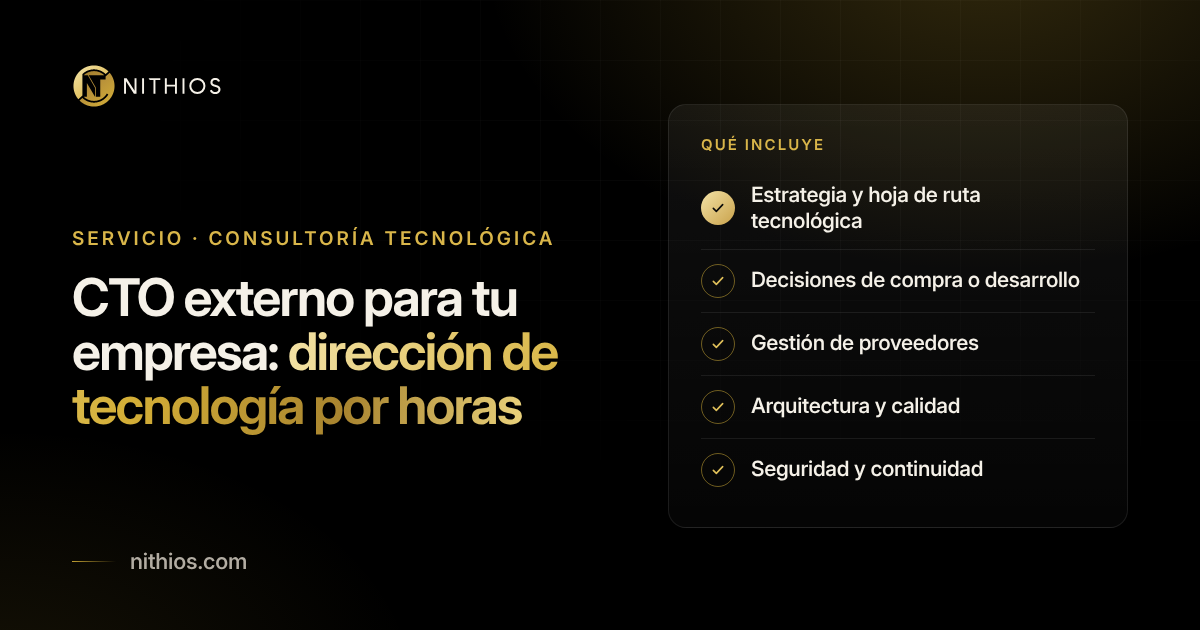 NITHIOS
SERVICIO · CONSULTORÍA TECNOLÓGICA
CTO externo para tu
empresa: dirección de
tecnología por horas
nithios.com
QUÉ INCLUYE
Estrategia y hoja de ruta
tecnológica
Decisiones de compra o desarrollo
Gestión de proveedores
Arquitectura y calidad
Seguridad y continuidad